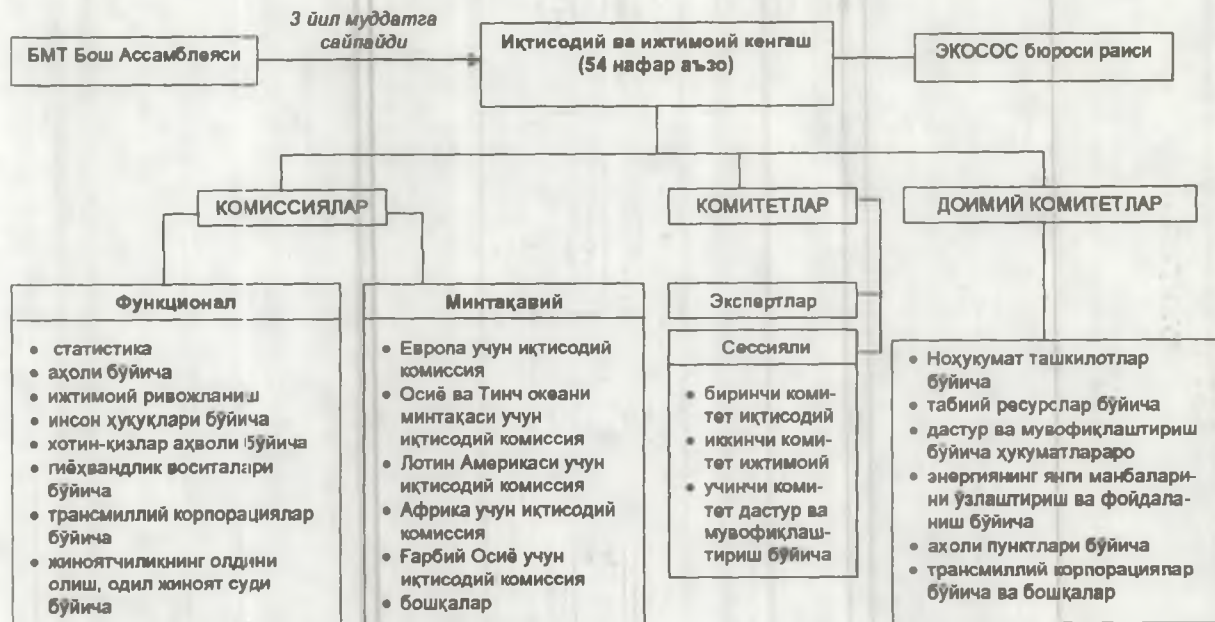 3 йил муддатга
сайлайди
БМТ Бош Ассамблеяси
Иқтисодий ва ижтимоий кенгаш
(54 нафар аъзо)
ЭКОСОС бюроси раиси
КОМИССИЯЛАР
КОМИТЕТЛАР
ДОИМИЙ КОМИТЕТЛАР
Функционал
• статистика
• аҳоли бўйича
• ижтимоий ривожланиш
• инсон ҳуқуқлари бўйича
• хотин-қизлар аҳволи бўйича
• гиёҳвандлик воситалари
бўйича
• трансмиллий корпорациялар
бўйича
• жиноятчиликнинг олдини
олиш, одил жиноят суди
бўйича
Минтақавий
• Европа учун иқтисодий
комиссия
• Осиё ва Тинч океани
минтақаси учун
иқтисодий комиссия
• Лотин Америкаси учун
иқтисодий комиссия
• Африка учун иқтисодий
комиссия
• Ғарбий Осиё учун
иқтисодий комиссия
• бошқалар
Экспертлар
Сессияли
• биринчи коми-
тет иқтисодий
• иккинчи коми-
тет ижтимоий
• учинчи коми-
тет дастур ва
мувофиқлаш-
тириш бўйича
• Ноҳукумат ташкилотлар
бўйича
• табиий ресурслар бўйича
• дастур ва мувофиқлаштириш
бўйича ҳукуматлараро
• энергиянинг янги манбалари-
ни ўзлаштириш ва фойдала-
ниш бўйича
• ахоли пунктлари бўйича
• трансмиллий корпорациялар
бўйича ва бошқалар